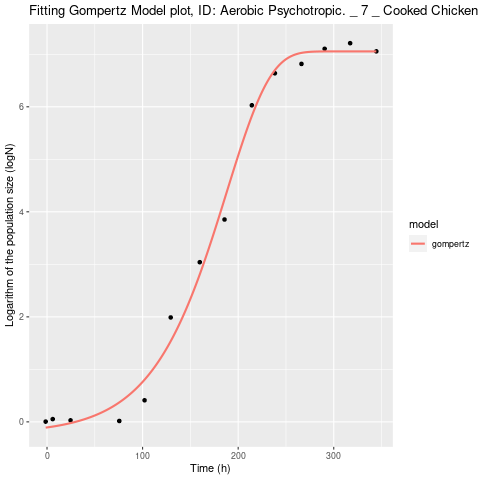 Fitting Gompertz Model plot, ID: Aerobic Psychotropic. _ 7 _ Cooked Chicken
Logarithm of the population size (logN)
6
4
2
0
0 100 200 300
Time (h)
model
gompertz